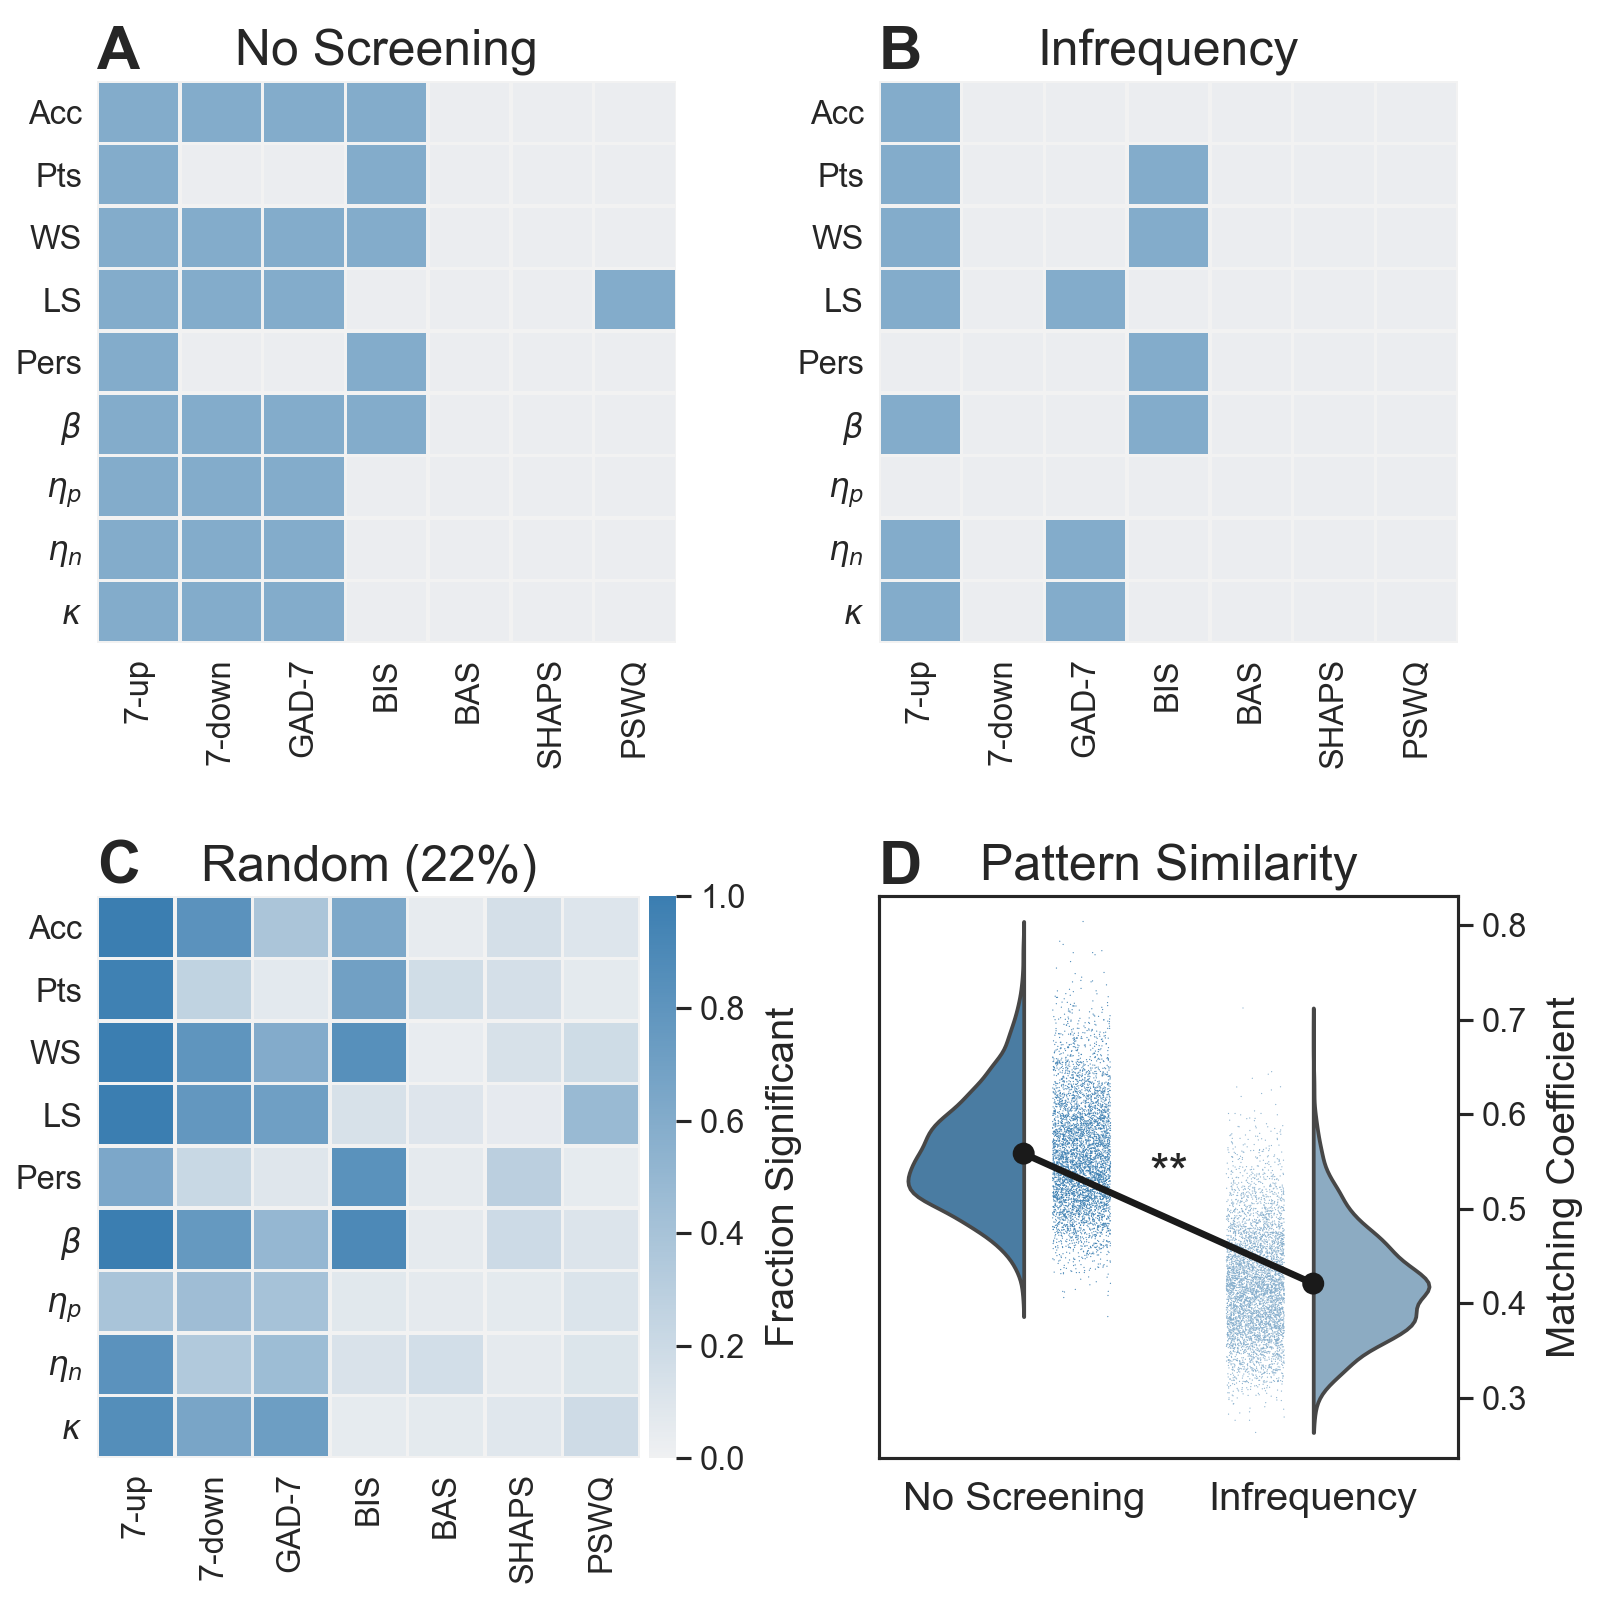 A No Screening
Acc
Pts
WS
LS
Pers
β
ηp
ηn
κ
7-up
7-down
GAD-7
BIS
BAS
SHAPS
PSWQ
B Infrequency
Acc
Pts
WS
LS
Pers
β
ηp
ηn
κ
7-up
7-down
GAD-7
BIS
BAS
SHAPS
PSWQ
C Random (22%)
Acc
Pts
WS
LS
Pers
β
ηp
ηn
κ
7-up
7-down
GAD-7
BIS
BAS
SHAPS
PSWQ
1.0
0.8
0.6
0.4
0.2
0.0
Fraction Significant
D Pattern Similarity
**
0.8
0.7
0.6
0.5
0.4
0.3
Matching Coefficient
No Screening
Infrequency